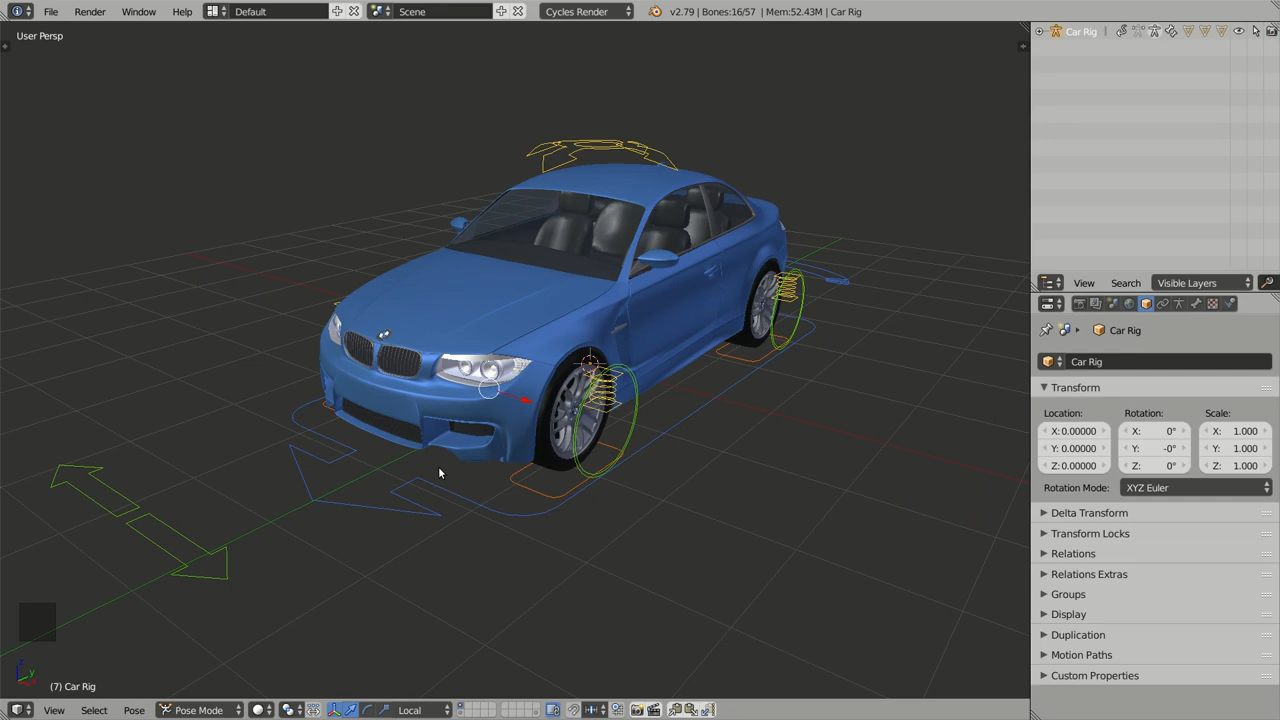 File Render Window Help Default Scene Cycles Render v2.79 | Bones:16/57 | Mem:52.43M | Car Rig
User Persp
Car Rig
View Search Visible Layers
Car Rig
Car Rig
Transform
Location: Rotation: Scale:
X: 0.00000 X: 0° X: 1.000
Y: 0.00000 Y: -0° Y: 1.000
Z: 0.00000 Z: 0° Z: 1.000
Rotation Mode: XYZ Euler
Delta Transform
Transform Locks
Relations
Relations Extras
Groups
Display
Duplication
Motion Paths
Custom Properties
z
y
(7) Car Rig
View Select Pose Pose Mode Local